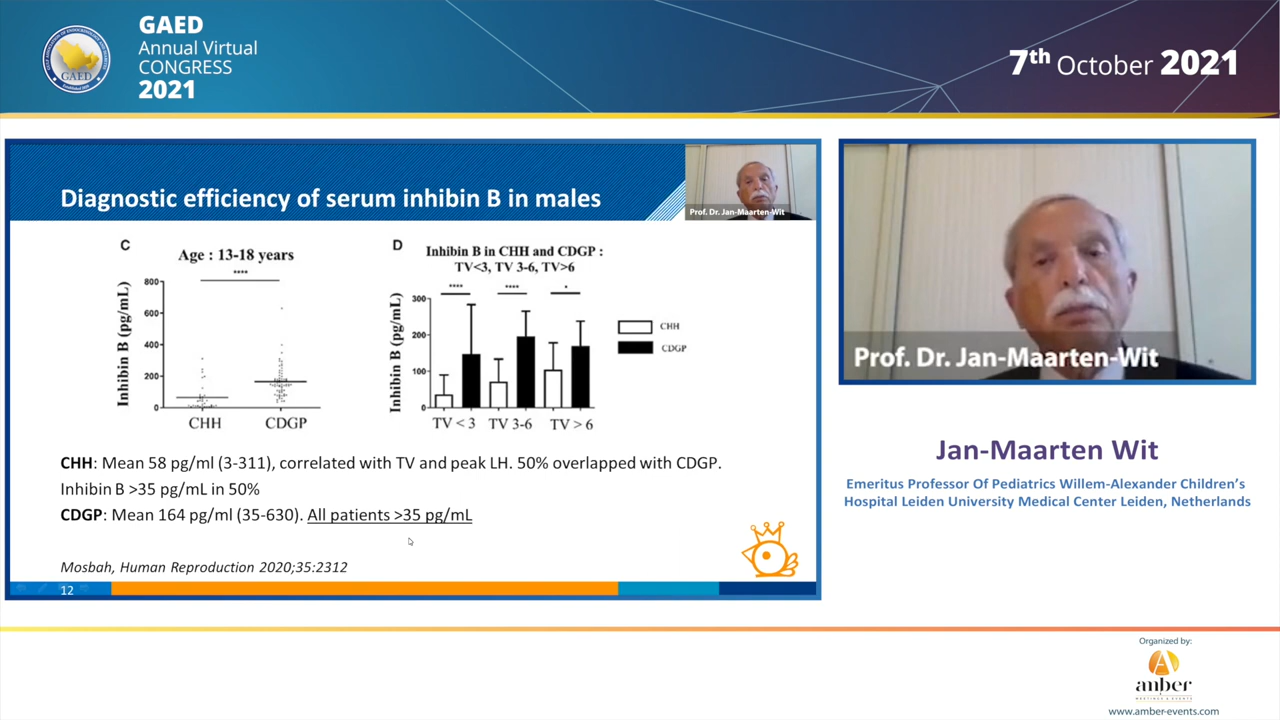 GAED
Annual Virtual
CONGRESS
2021
GAED
7th October 2021
Diagnostic efficiency of serum inhibin B in males
Prof. Dr. Jan-Maarten-Wit
C
Age : 13-18 years
****
Inhibin B (pg/mL)
800
600
400
200
0
CHH
CDGP
D
Inhibin B in CHH and CDGP :
TV<3, TV 3-6, TV>6
****
****
*
Inhibin B (pg/mL)
300
200
100
0
TV < 3
TV 3-6
TV > 6
CHH
CDGP
CHH: Mean 58 pg/ml (3-311), correlated with TV and peak LH. 50% overlapped with CDGP.
Inhibin B >35 pg/mL in 50%
CDGP: Mean 164 pg/ml (35-630). All patients >35 pg/mL
Mosbah, Human Reproduction 2020;35:2312
12
Prof. Dr. Jan-Maarten-Wit
Jan-Maarten Wit
Emeritus Professor Of Pediatrics Willem-Alexander Children's
Hospital Leiden University Medical Center Leiden, Netherlands
Organized by:
anber
www.amber-events.com